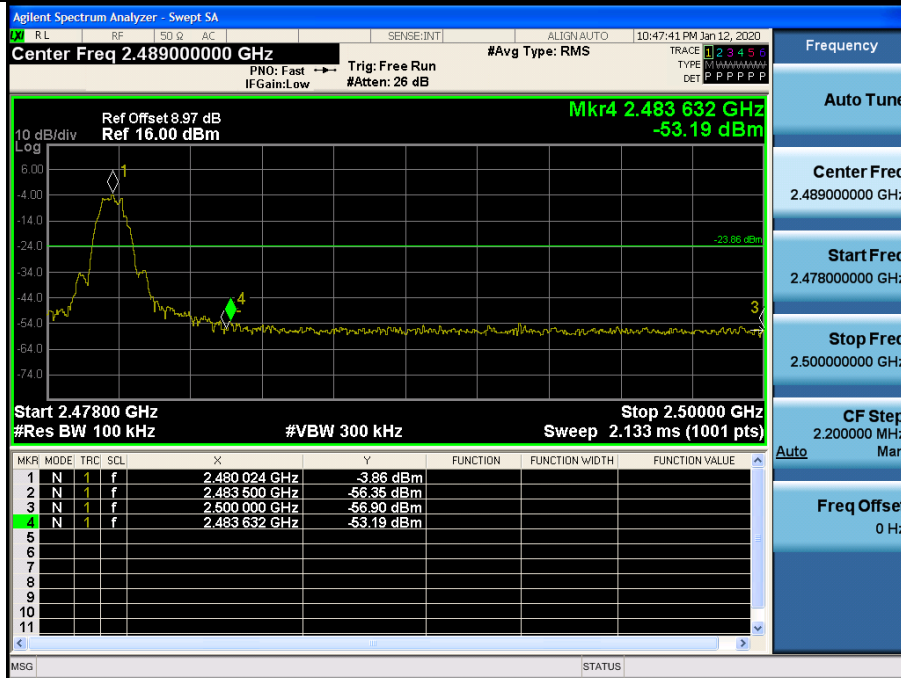 Agilent Spectrum Analyzer - Swept SA
LXI RL RF 50 Ω AC SENSE:INT ALIGN AUTO 10:47:41 PM Jan 12, 2020
Center Freq 2.489000000 GHz #Avg Type: RMS TRACE 1 2 3 4 5 6
PNO: Fast Trig: Free Run TYPE M WWWWW
IFGain:Low #Atten: 26 dB DET P P P P P P
Mkr4 2.483 632 GHz
-53.19 dBm
Ref Offset 8.97 dB
10 dB/div Ref 16.00 dBm
Log
6.00
1
-4.00
-14.0
-23.86 dBm
-24.0
-34.0
-44.0
4
3
-54.0
-64.0
-74.0
Start 2.47800 GHz Stop 2.50000 GHz
#Res BW 100 kHz #VBW 300 kHz Sweep 2.133 ms (1001 pts)
MKR MODE TRC SCL X Y FUNCTION FUNCTION WIDTH FUNCTION VALUE
1 N 1 f 2.480 024 GHz -3.86 dBm
2 N 1 f 2.483 500 GHz -56.35 dBm
3 N 1 f 2.500 000 GHz -56.90 dBm
4 N 1 f 2.483 632 GHz -53.19 dBm
5
6
7
8
9
10
11
MSG STATUS
Frequency
Auto Tune
Center Freq
2.489000000 GHz
Start Freq
2.478000000 GHz
Stop Freq
2.500000000 GHz
CF Step
2.200000 MHz
Auto Man
Freq Offset
0 Hz